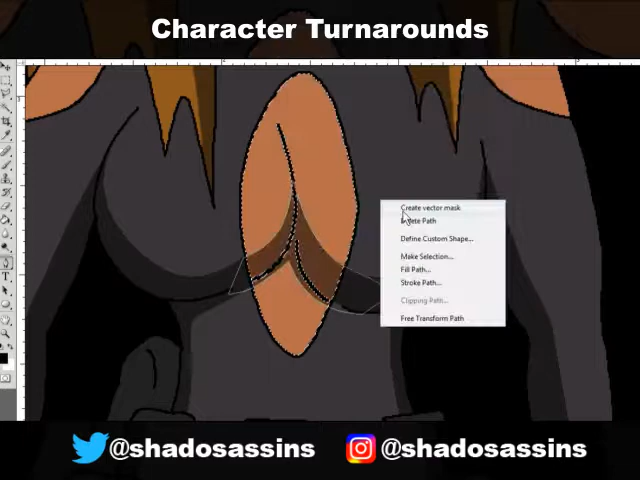 Character Turnarounds
Create vector mask
Delete Path
Define Custom Shape...
Make Selection...
Fill Path...
Stroke Path...
Clipping Path...
Free Transform Path
@shadosassins @shadosassins